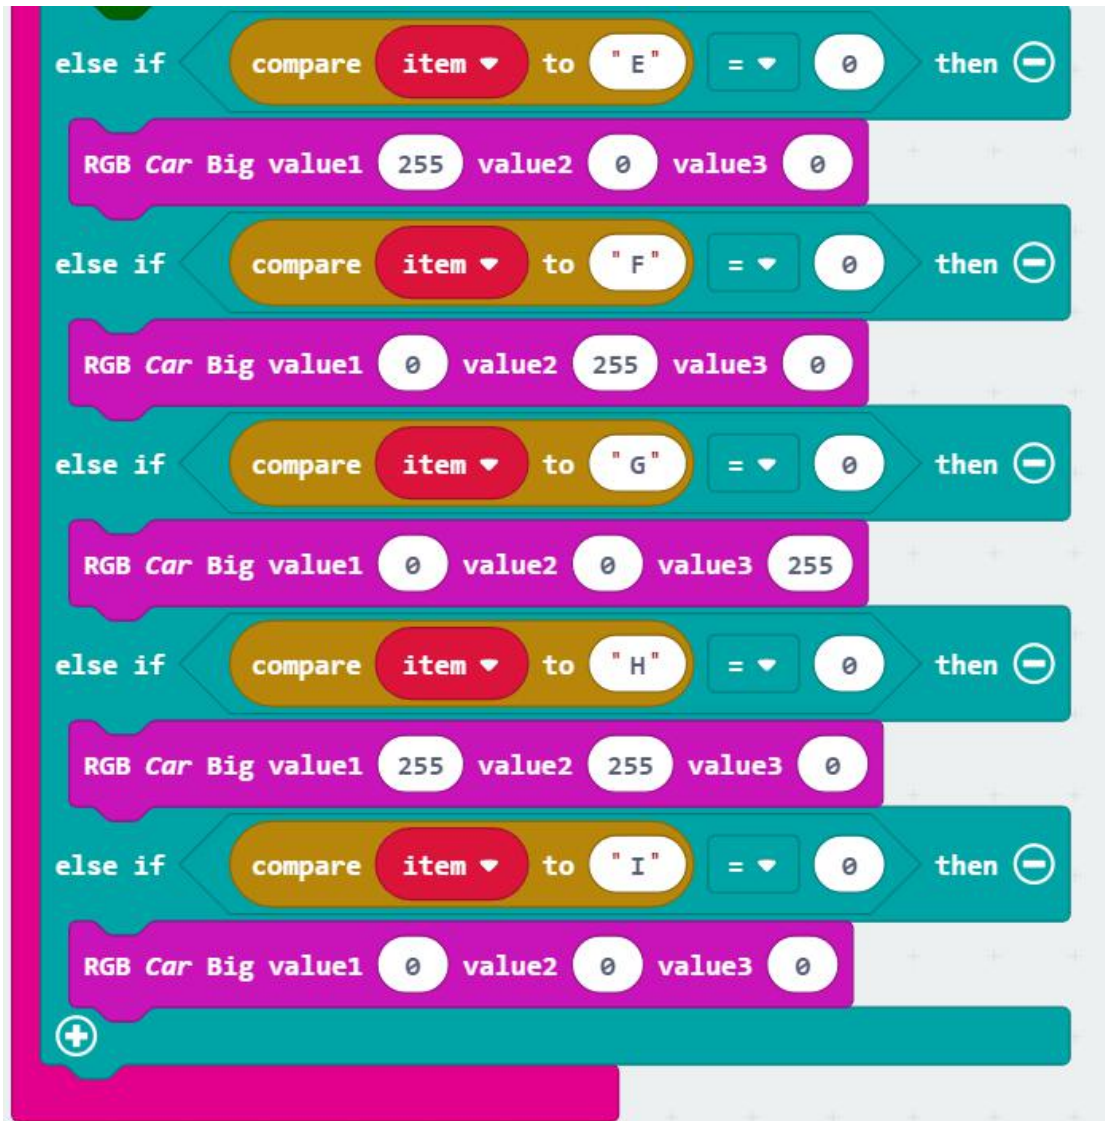 else if compare item to "E" = 0 then
RGB Car Big value1 255 value2 0 value3 0
else if compare item to "F" = 0 then
RGB Car Big value1 0 value2 255 value3 0
else if compare item to "G" = 0 then
RGB Car Big value1 0 value2 0 value3 255
else if compare item to "H" = 0 then
RGB Car Big value1 255 value2 255 value3 0
else if compare item to "I" = 0 then
RGB Car Big value1 0 value2 0 value3 0